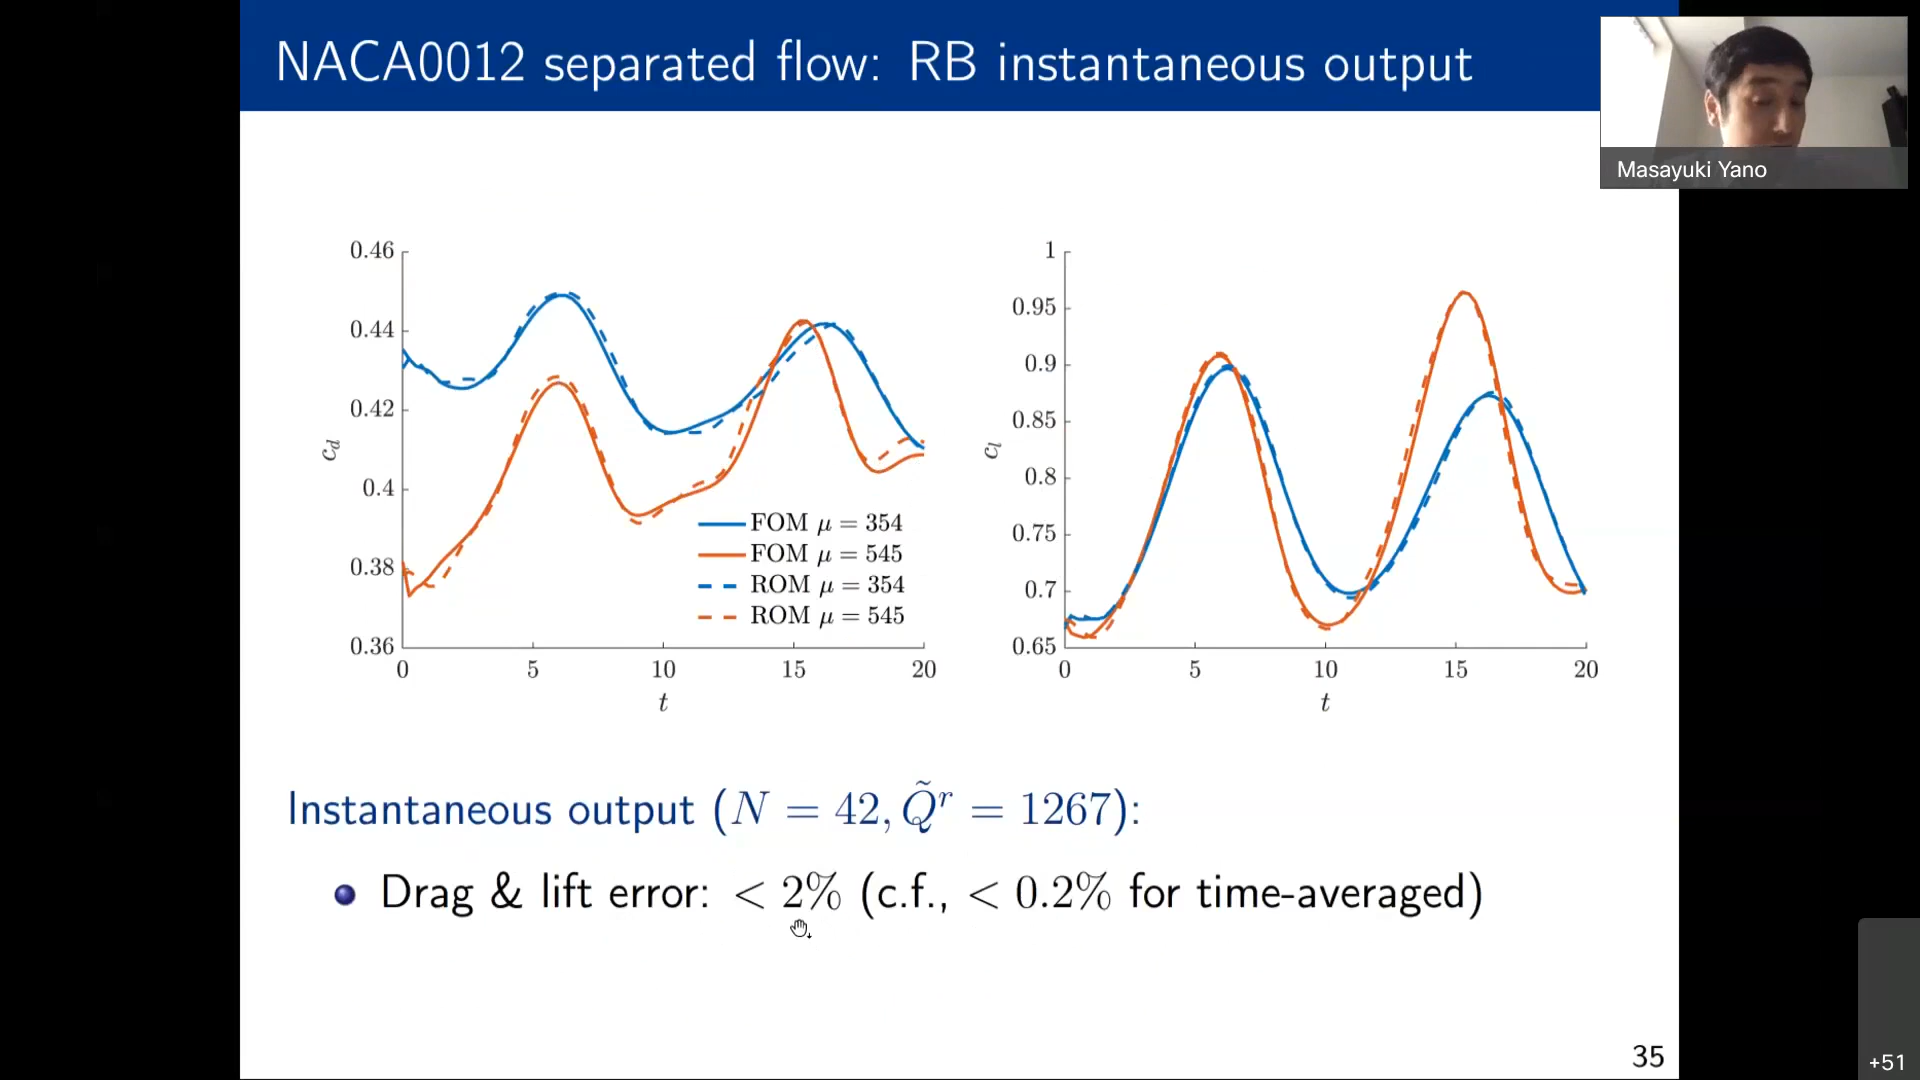 NACA0012 separated flow: RB instantaneous output
Masayuki Yano
0.46
0.44
0.42
0.4
0.38
0.36
c_d
0 5 10 15 20
t
FOM μ = 354
FOM μ = 545
ROM μ = 354
ROM μ = 545
1
0.95
0.9
0.85
0.8
0.75
0.7
0.65
c_l
0 5 10 15 20
t
Instantaneous output (N = 42, Q̃^r = 1267):
Drag & lift error: < 2% (c.f., < 0.2% for time-averaged)
35
+51